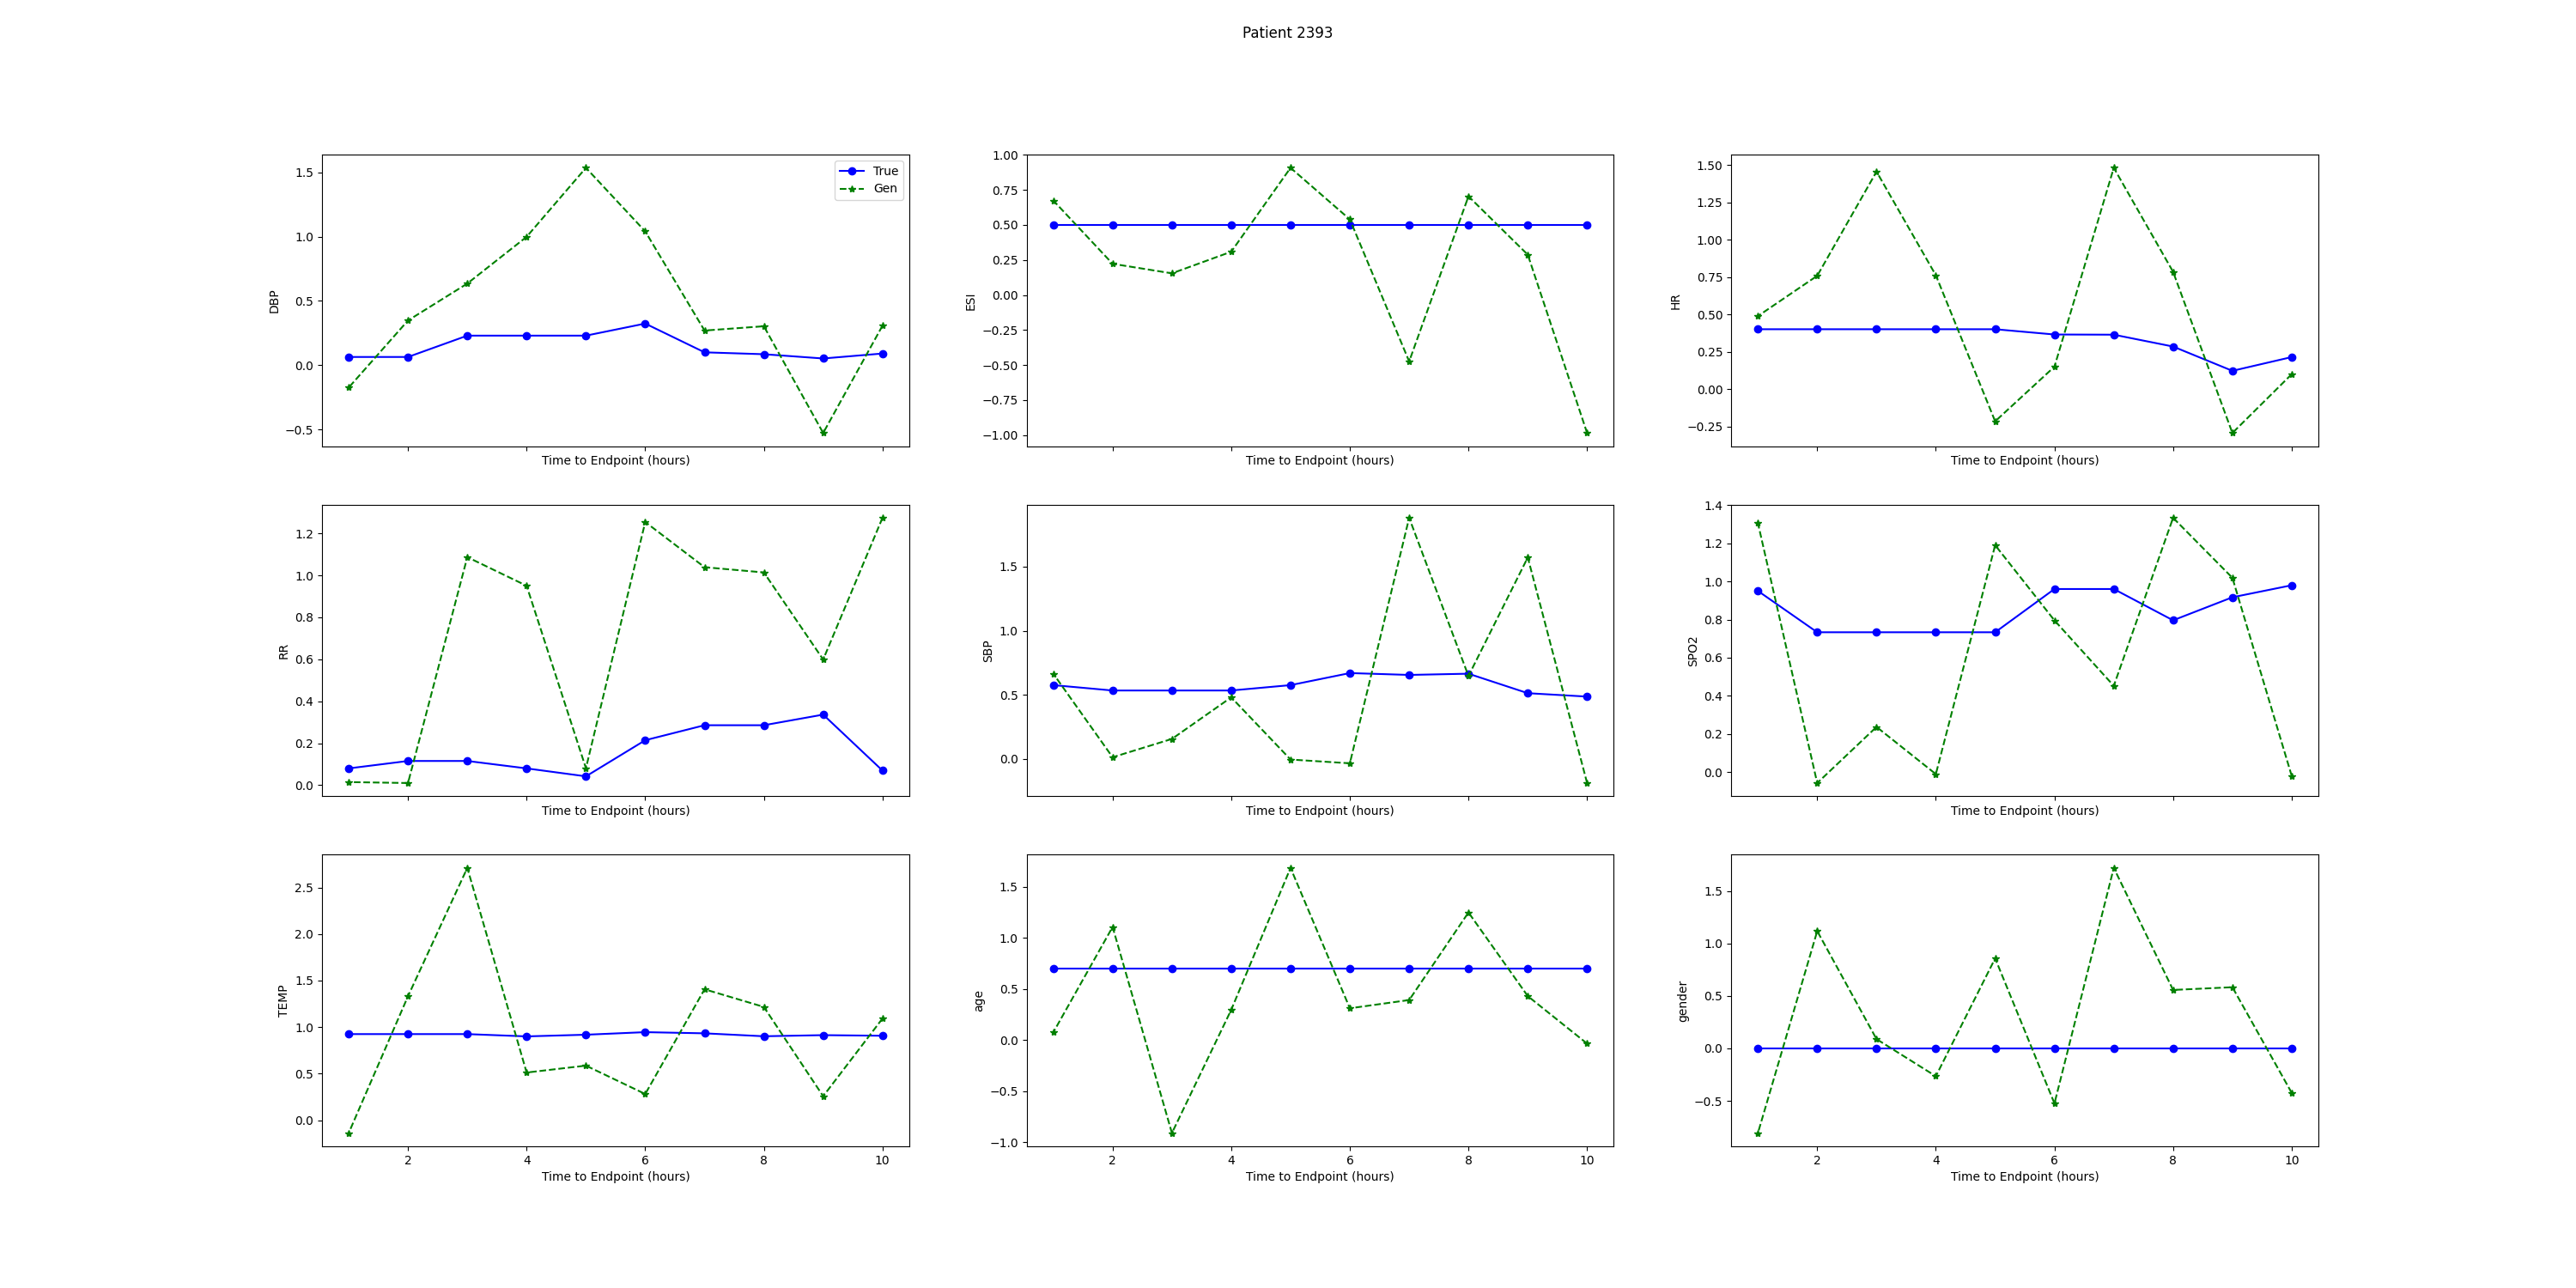 Patient 2393
True
Gen
DBP
1.5
1.0
0.5
0.0
−0.5
Time to Endpoint (hours)
ESI
1.00
0.75
0.50
0.25
0.00
−0.25
−0.50
−0.75
−1.00
Time to Endpoint (hours)
HR
1.50
1.25
1.00
0.75
0.50
0.25
0.00
−0.25
Time to Endpoint (hours)
RR
1.2
1.0
0.8
0.6
0.4
0.2
0.0
Time to Endpoint (hours)
SBP
1.5
1.0
0.5
0.0
Time to Endpoint (hours)
SPO2
1.4
1.2
1.0
0.8
0.6
0.4
0.2
0.0
Time to Endpoint (hours)
TEMP
2.5
2.0
1.5
1.0
0.5
0.0
2 4 6 8 10
Time to Endpoint (hours)
age
1.5
1.0
0.5
0.0
−0.5
−1.0
2 4 6 8 10
Time to Endpoint (hours)
gender
1.5
1.0
0.5
0.0
−0.5
2 4 6 8 10
Time to Endpoint (hours)